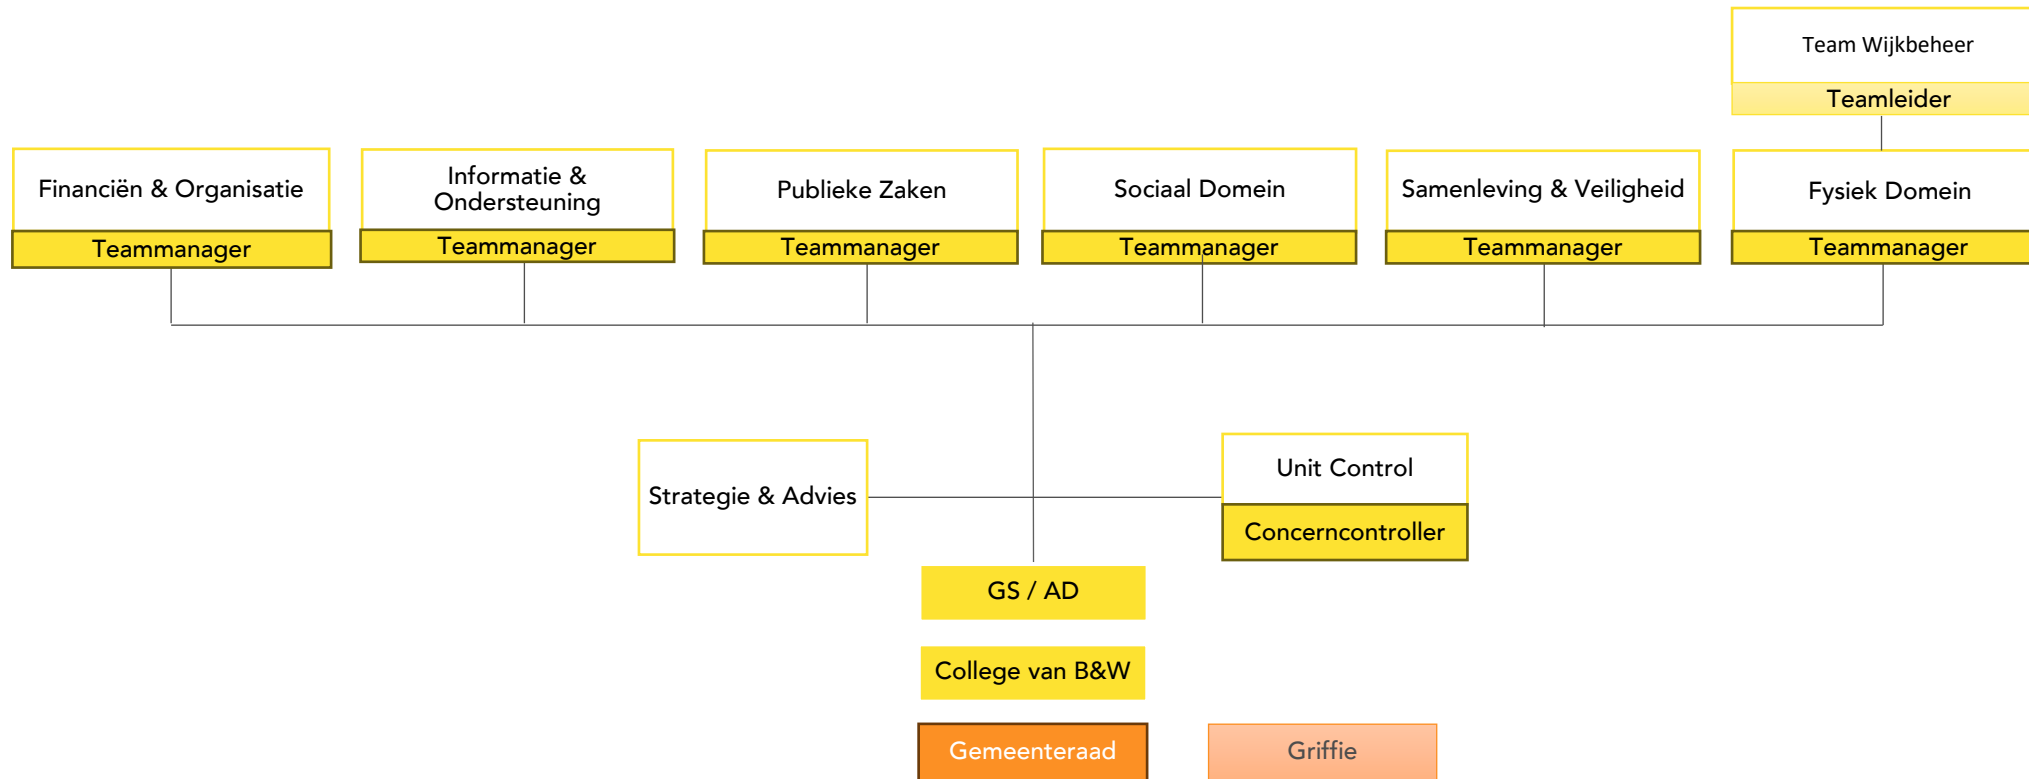 Team Wijkbeheer
Teamleider
Financiën & Organisatie
Teammanager
Informatie &
Ondersteuning
Teammanager
Publieke Zaken
Teammanager
Sociaal Domein
Teammanager
Samenleving & Veiligheid
Teammanager
Fysiek Domein
Teammanager
Strategie & Advies
Unit Control
Concerncontroller
GS / AD
College van B&W
Gemeenteraad
Griffie